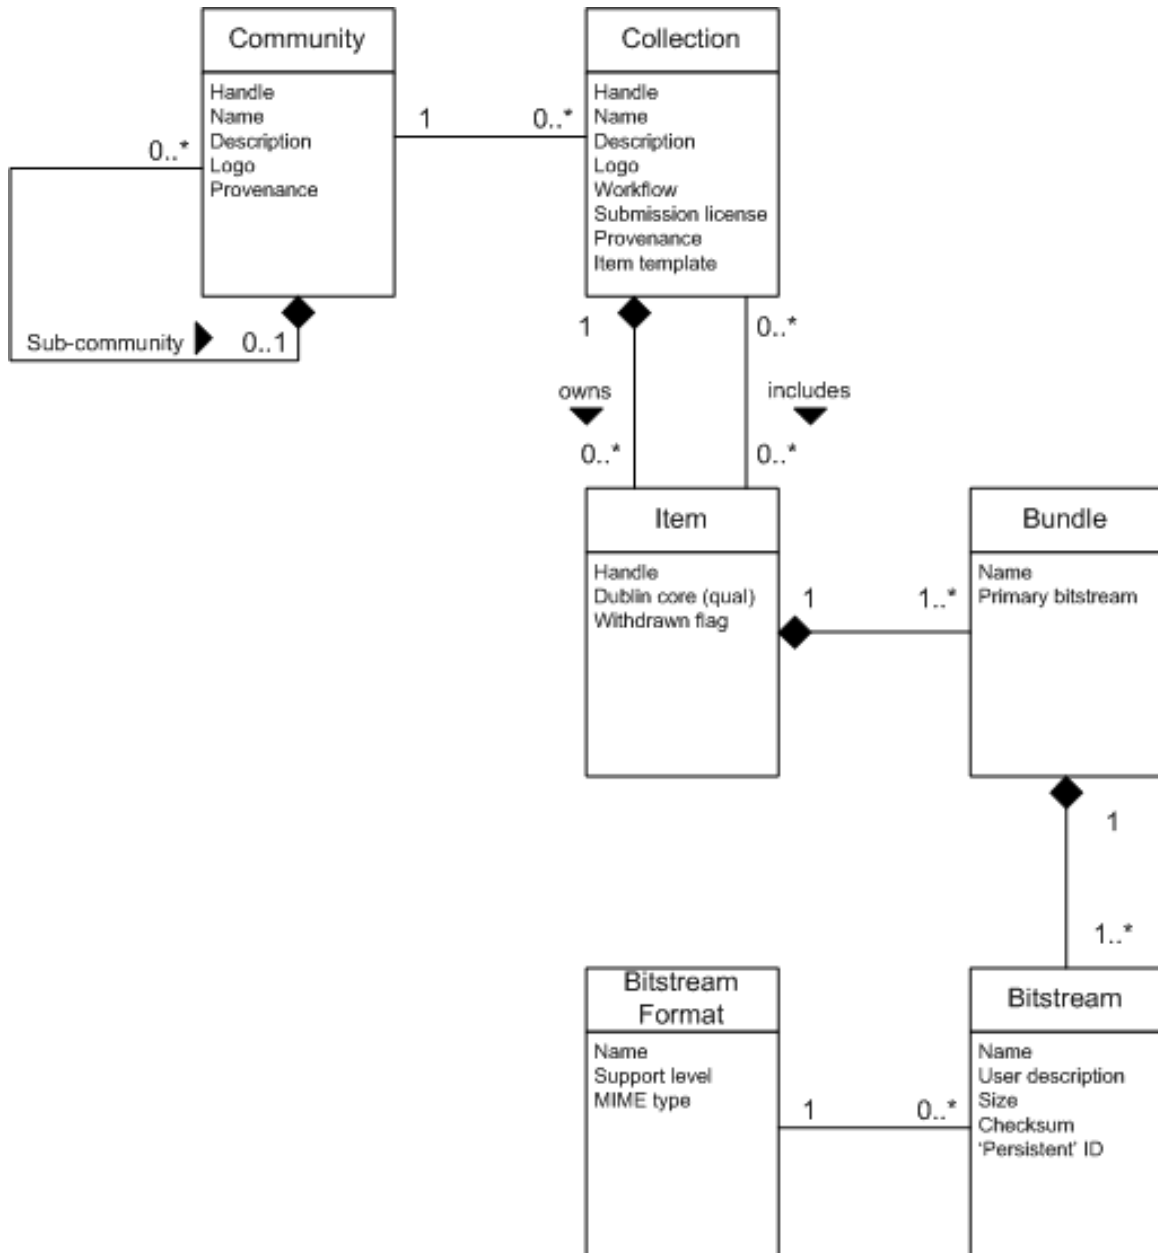 Community
Handle
Name
Description
Logo
Provenance
0..*
Sub-community
0..1
1
0..*
Collection
Handle
Name
Description
Logo
Workflow
Submission license
Provenance
Item template
1
0..*
owns
includes
0..*
0..*
Item
Handle
Dublin core (qual)
Withdrawn flag
1
1..*
Bundle
Name
Primary bitstream
1
1..*
Bitstream
Format
Name
Support level
MIME type
1
0..*
Bitstream
Name
User description
Size
Checksum
‘Persistent’ ID